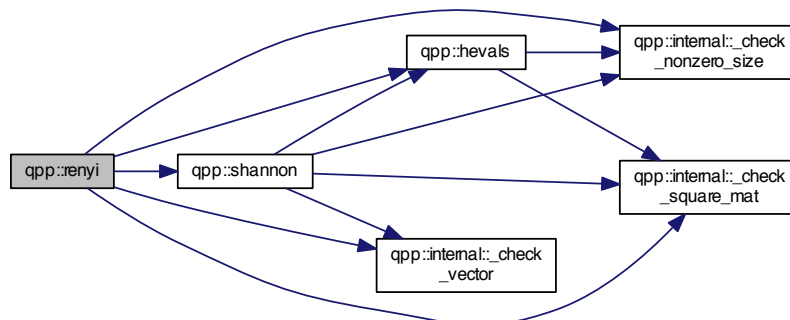 qpp::renyi
qpp::shannon
qpp::hevals
qpp::internal::_check
_vector
qpp::internal::_check
_nonzero_size
qpp::internal::_check
_square_mat